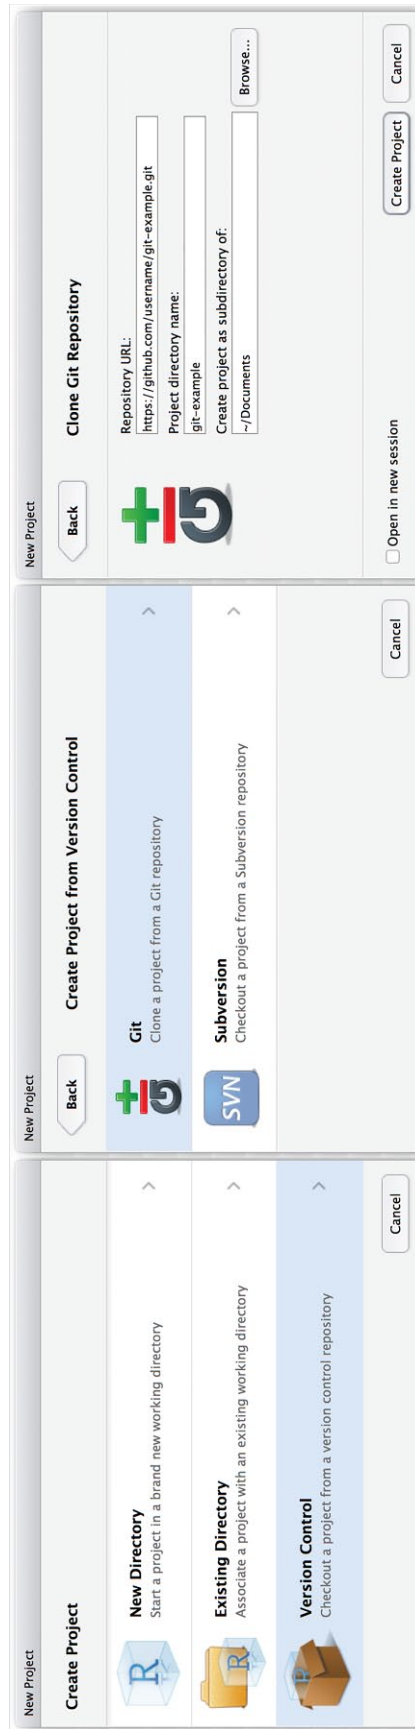 New Project
Create Project
R
New Directory
Start a project in a brand new working directory
R
Existing Directory
Associate a project with an existing working directory
R
Version Control
Checkout a project from a version control repository
Cancel
New Project
Back
Create Project from Version Control
Git
Clone a project from a Git repository
SVN
Subversion
Checkout a project from a Subversion repository
Cancel
New Project
Back
Clone Git Repository
Repository URL:
https://github.com/username/git-example.git
Project directory name:
git-example
Create project as subdirectory of:
~/Documents
Browse...
Open in new session
Create Project
Cancel